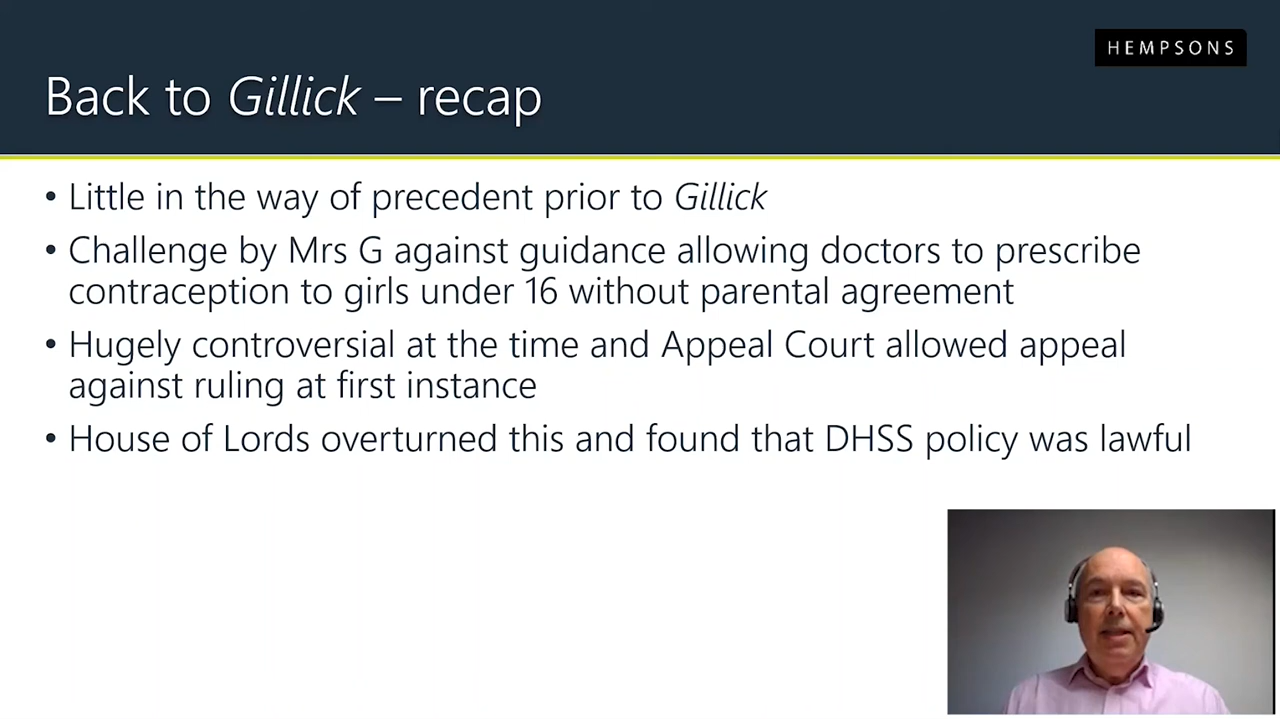 HEMPSONS
Back to Gillick – recap
• Little in the way of precedent prior to Gillick
• Challenge by Mrs G against guidance allowing doctors to prescribe
contraception to girls under 16 without parental agreement
• Hugely controversial at the time and Appeal Court allowed appeal
against ruling at first instance
• House of Lords overturned this and found that DHSS policy was lawful